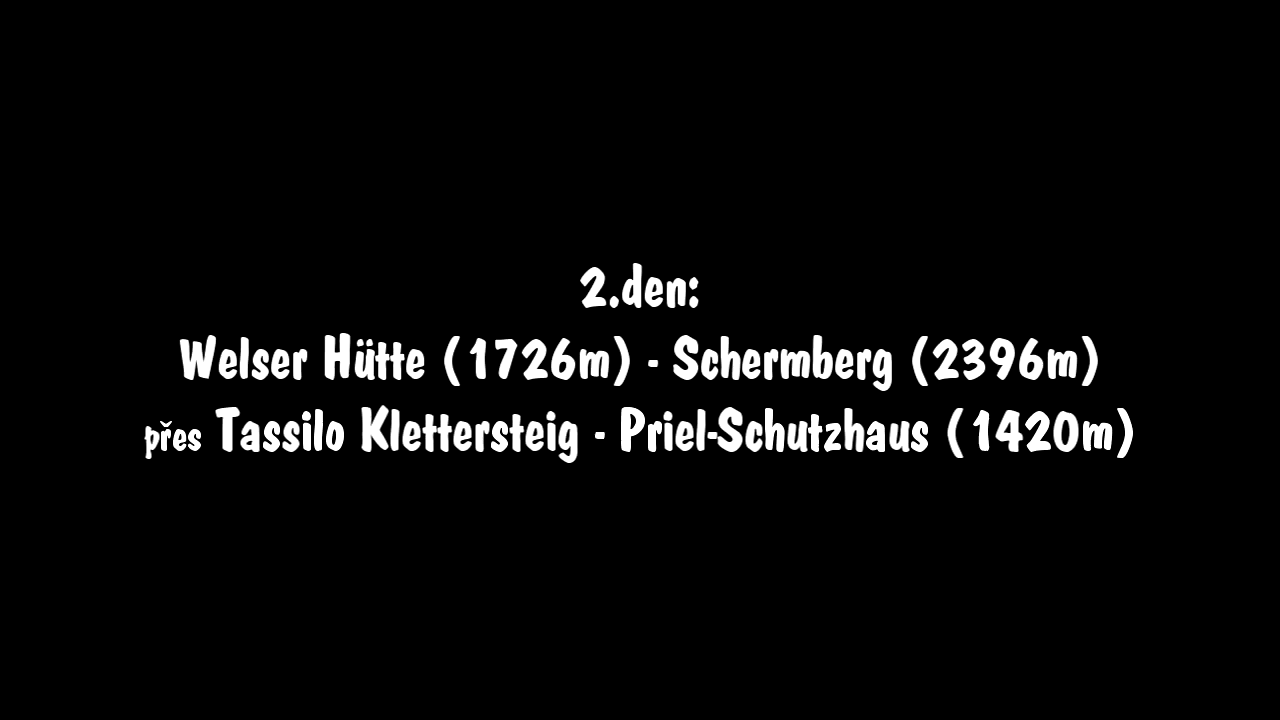 2.den:
Welser Hütte (1726m) - Schermberg (2396m)
přes Tassilo Klettersteig - Priel-Schutzhaus (1420m)